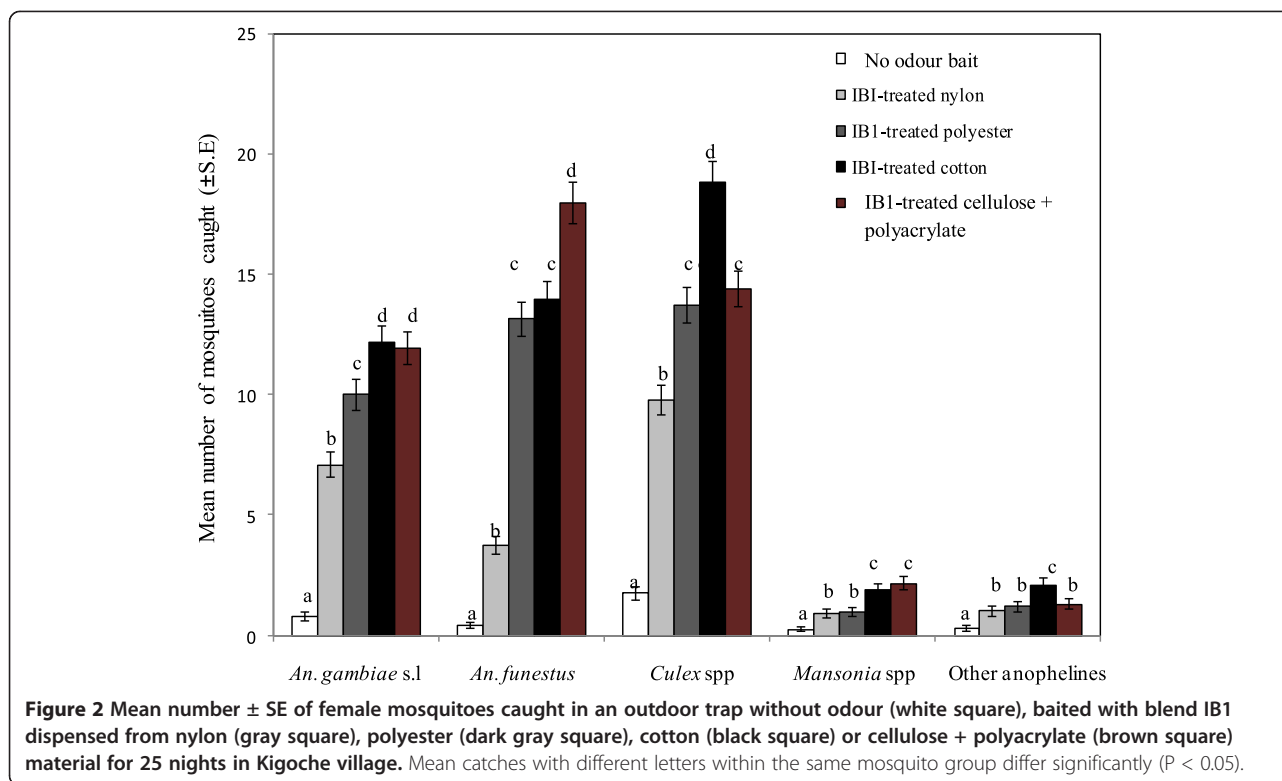 Mean number of mosquitoes caught (±S.E)
25
20
15
10
5
0
No odour bait
IBI-treated nylon
IB1-treated polyester
IBI-treated cotton
IB1-treated cellulose +
polyacrylate
a b c d d
a b c c d
a b c d c
a b b c c
a b b c b
An. gambiae s.l An. funestus Culex spp Mansonia spp Other anophelines
Figure 2 Mean number ± SE of female mosquitoes caught in an outdoor trap without odour (white square), baited with blend IB1
dispensed from nylon (gray square), polyester (dark gray square), cotton (black square) or cellulose + polyacrylate (brown square)
material for 25 nights in Kigoche village. Mean catches with different letters within the same mosquito group differ significantly (P < 0.05).